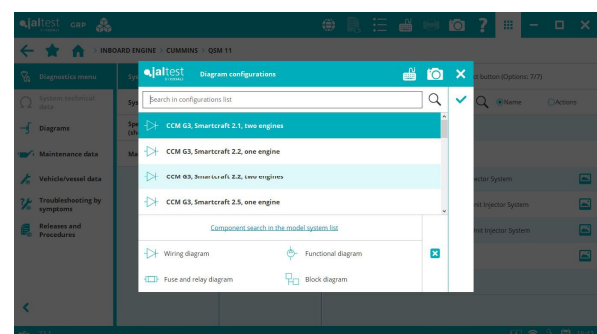 jaltest GRP
INBOARD ENGINE > CUMMINS > QSM 11
Diagnostics menu
System technical data
Diagrams
Maintenance data
Vehicle/vessel data
Troubleshooting by symptoms
Releases and Procedures
jaltest Diagram configurations
Search in configurations list
CCM G3, Smartcraft 2.1, two engines
CCM G3, Smartcraft 2.2, one engine
CCM G3, Smartcraft 2.2, two engines
CCM G3, Smartcraft 2.5, one engine
Component search in the model system list
Wiring diagram
Functional diagram
Fuse and relay diagram
Block diagram
button (Options: 7/7)
Name
Actions
Injector System
Injector System
Injector System